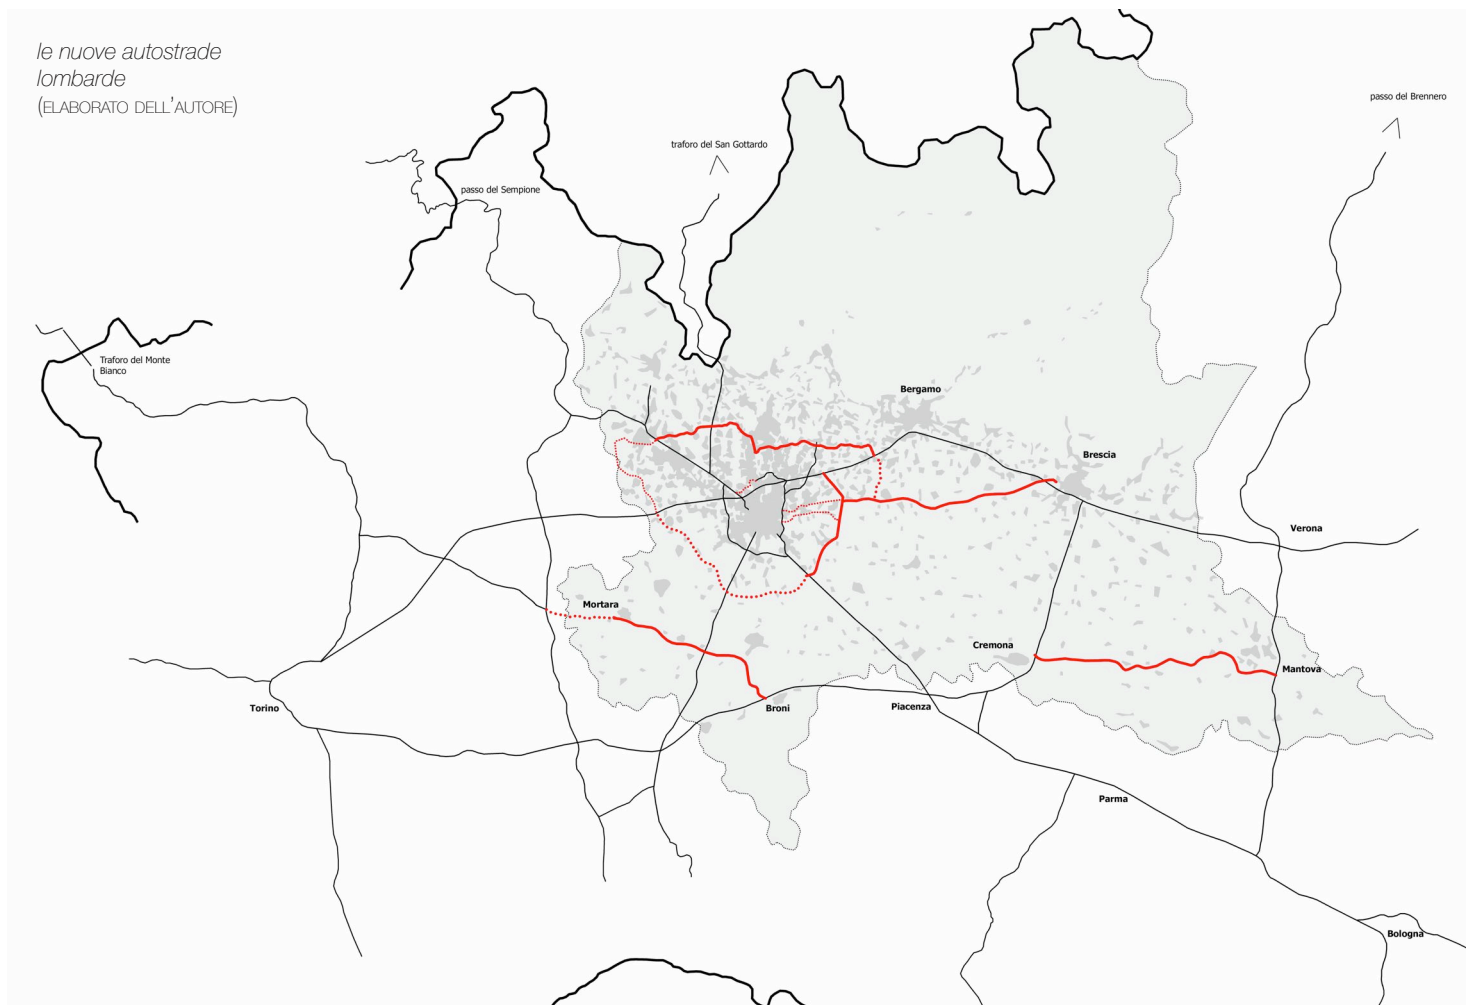 le nuove autostrade
lombarde
(ELABORATO DELL'AUTORE)
passo del Brennero
traforo del San Gottardo
passo del Sempione
Traforo del Monte
Bianco
Bergamo
Brescia
Verona
Mortara
Cremona
Mantova
Torino
Broni
Piacenza
Parma
Bologna